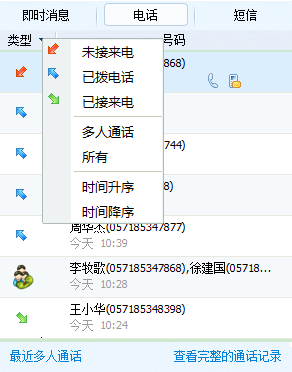 即时消息 电话 短信
类型 号码
未接来电
868)
已拨电话
已接来电
多人通话
744)
所有
时间升序
8)
时间降序
周华杰(057185347877)
今天 10:39
李牧歌(057185347868),徐建国(05718...
今天 10:28
王小华(057185348398)
今天 10:24
最近多人通话 查看完整的通话记录